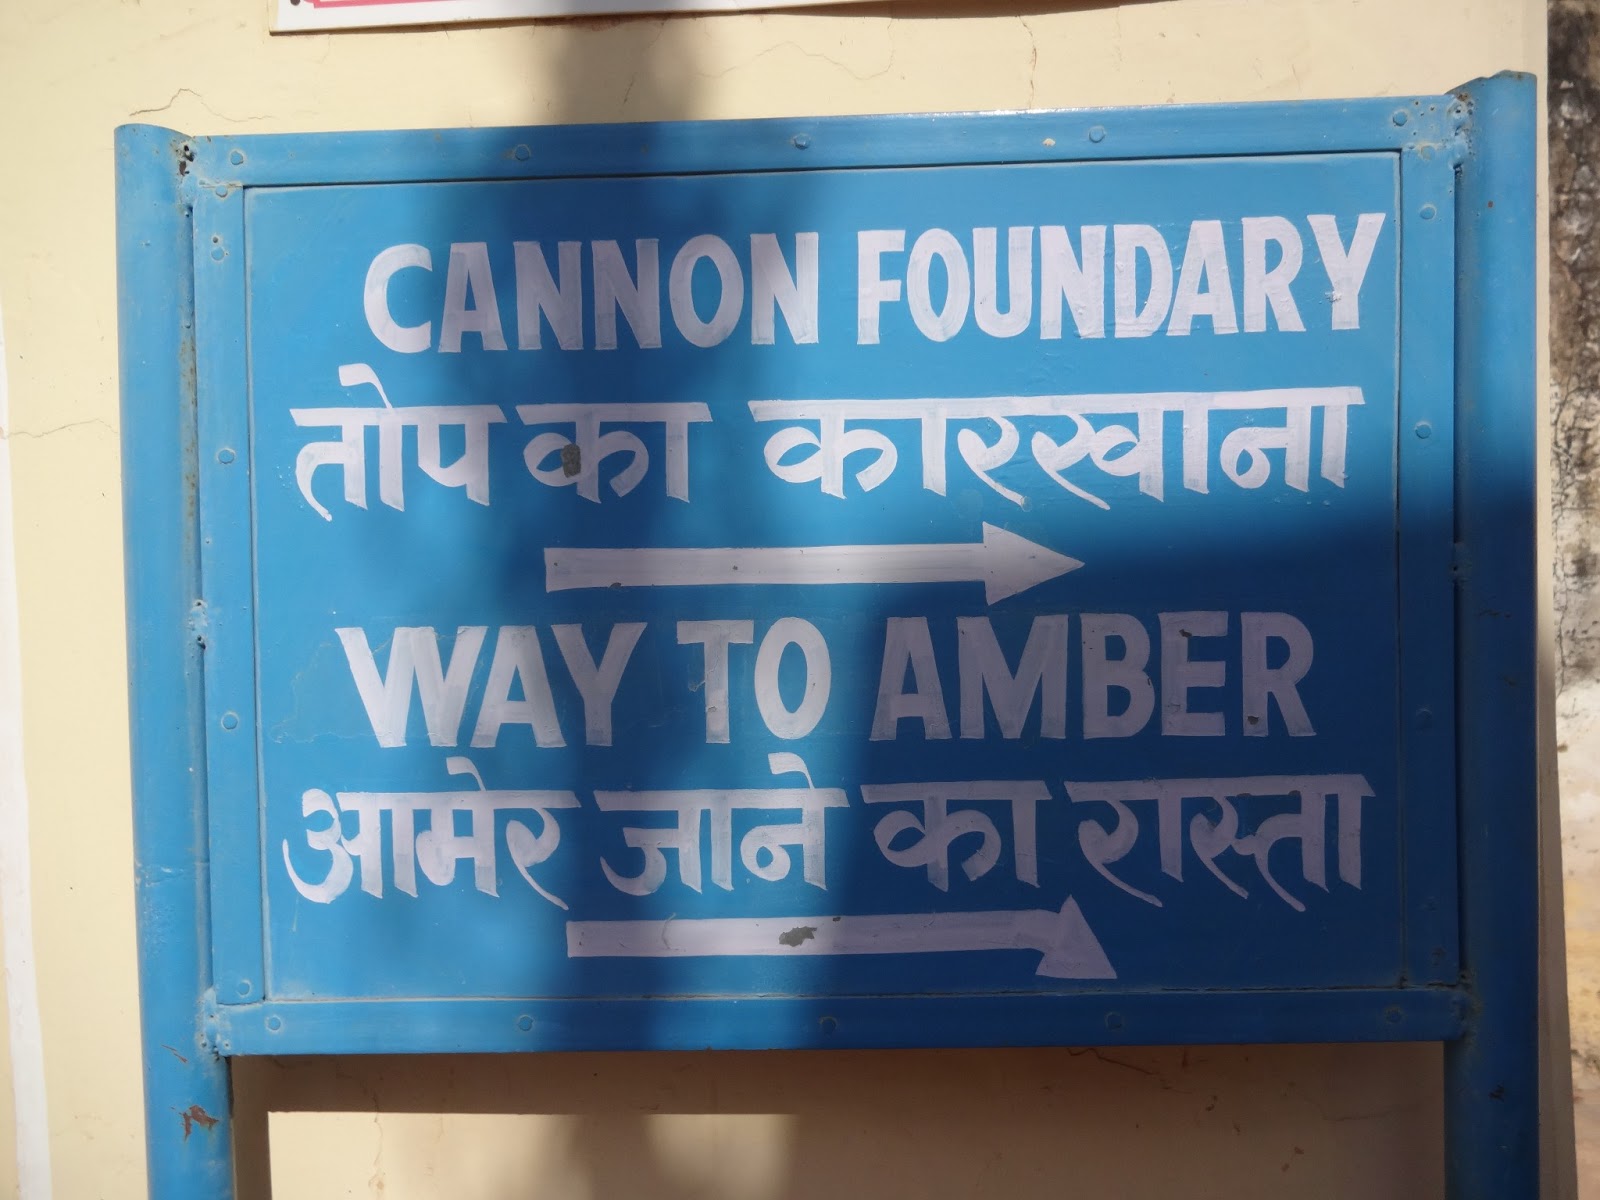 CANNON FOUNDARY
तोप का कारखाना
WAY TO AMBER
आमेर जाने का रास्ता